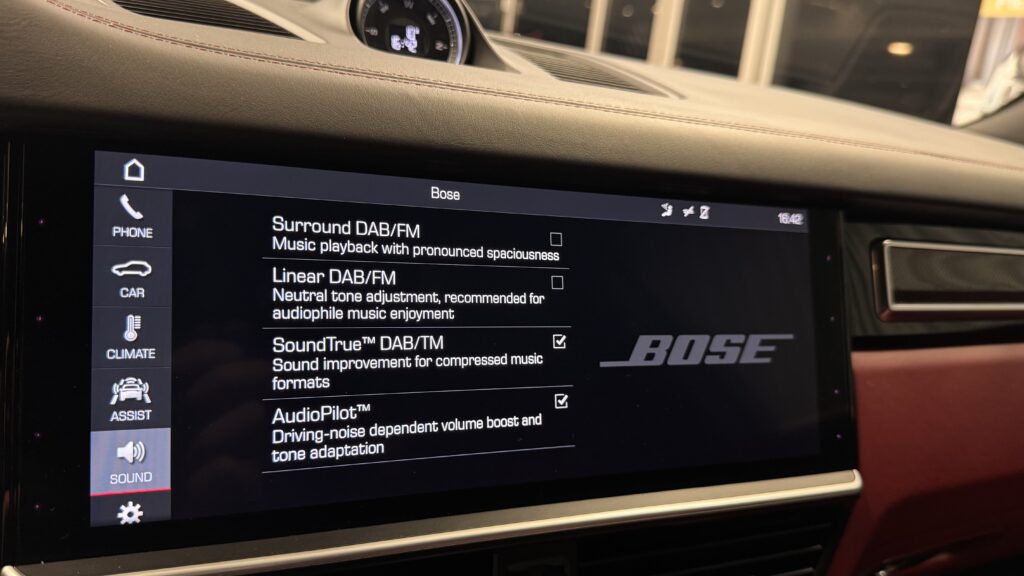 Bose
16:42
PHONE
CAR
CLIMATE
ASSIST
SOUND
Surround DAB/FM
Music playback with pronounced spaciousness
Linear DAB/FM
Neutral tone adjustment, recommended for
audiophile music enjoyment
SoundTrue™ DAB/TM
Sound improvement for compressed music
formats
AudioPilot™
Driving-noise dependent volume boost and
tone adaptation
BOSE